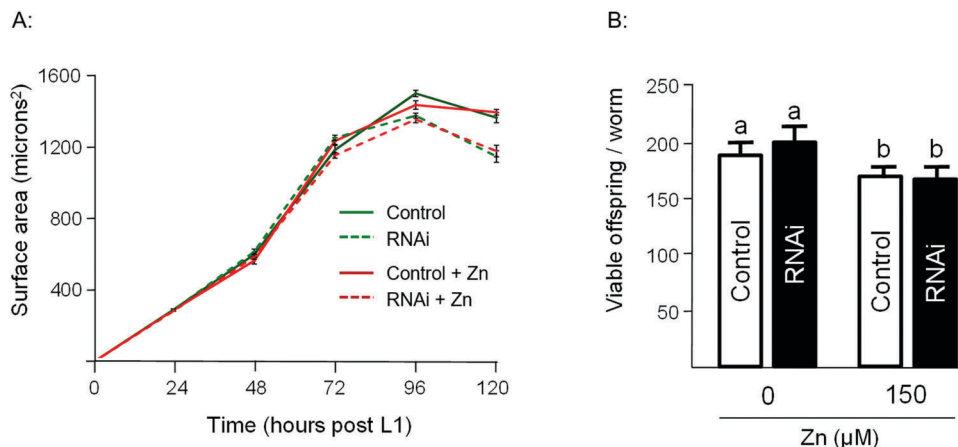 A:
Surface area (microns²)
1600
1200
800
400
0
24
48
72
96
120
Time (hours post L1)
Control
RNAi
Control + Zn
RNAi + Zn
B:
Viable offspring / worm
250
200
150
100
50
a
a
b
b
Control
RNAi
Control
RNAi
0
150
Zn (µM)